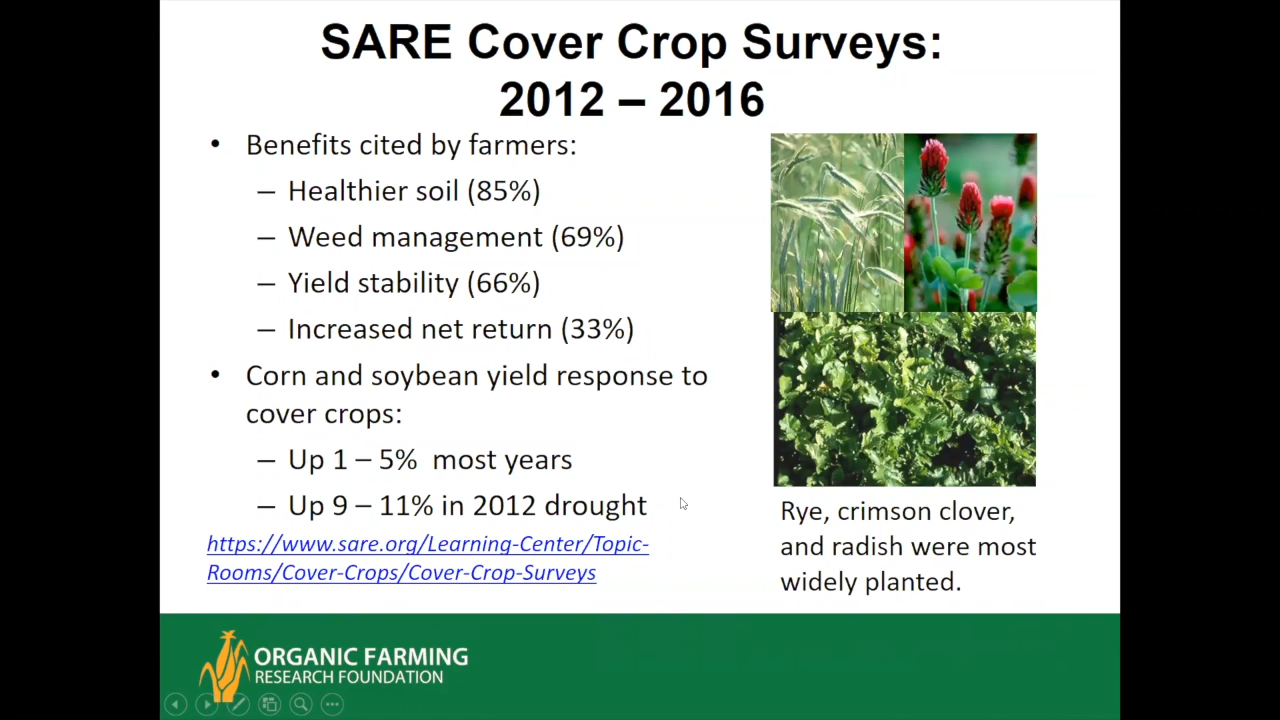 SARE Cover Crop Surveys:
2012 – 2016
• Benefits cited by farmers:
– Healthier soil (85%)
– Weed management (69%)
– Yield stability (66%)
– Increased net return (33%)
• Corn and soybean yield response to
cover crops:
– Up 1 – 5%  most years
– Up 9 – 11% in 2012 drought
https://www.sare.org/Learning-Center/Topic-
Rooms/Cover-Crops/Cover-Crop-Surveys
Rye, crimson clover,
and radish were most
widely planted.
ORGANIC FARMING
RESEARCH FOUNDATION